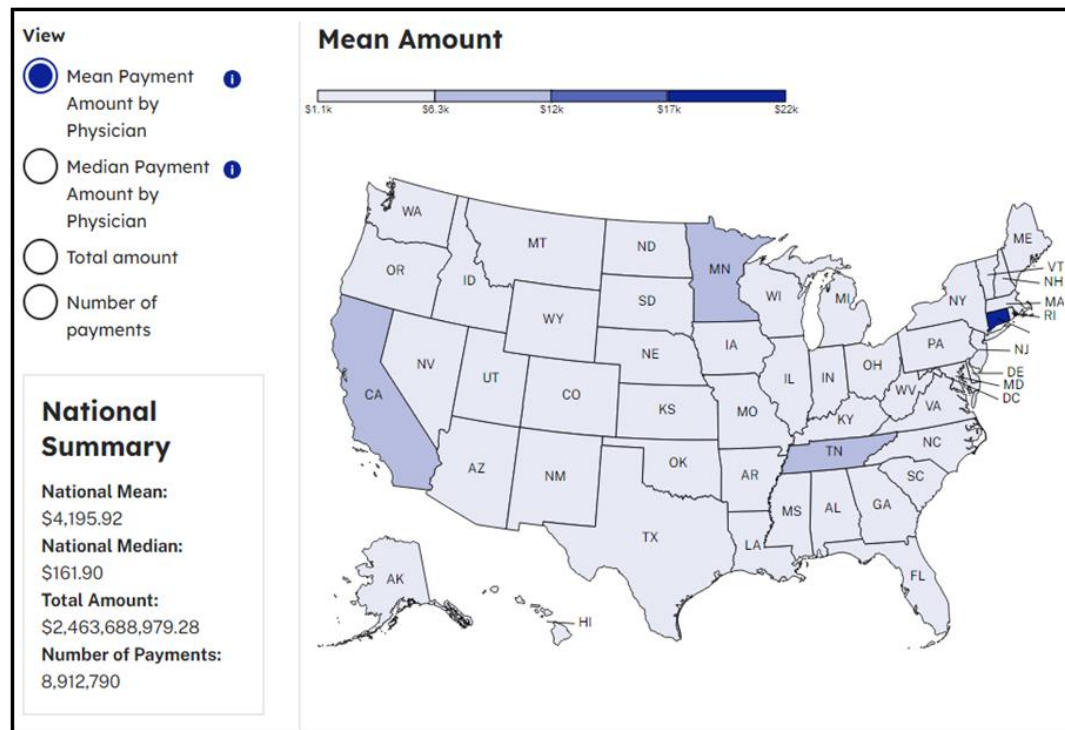 View
Mean Payment
Amount by
Physician
Median Payment
Amount by
Physician
Total amount
Number of
payments
National
Summary
National Mean:
$4,195.92
National Median:
$161.90
Total Amount:
$2,463,688,979.28
Number of Payments:
8,912,790
Mean Amount
$1.1k $6.3k $12k $17k $22k
WA
MT
ND
MN
ME
VT
NH
OR
ID
SD
WI
MI
NY
MA
RI
WY
IA
PA
NJ
NE
NV
UT
CO
IL
IN
OH
DE
MD
DC
CA
KS
MO
WV
VA
KY
AZ
NM
OK
AR
TN
NC
SC
MS
AL
GA
TX
LA
FL
AK
HI